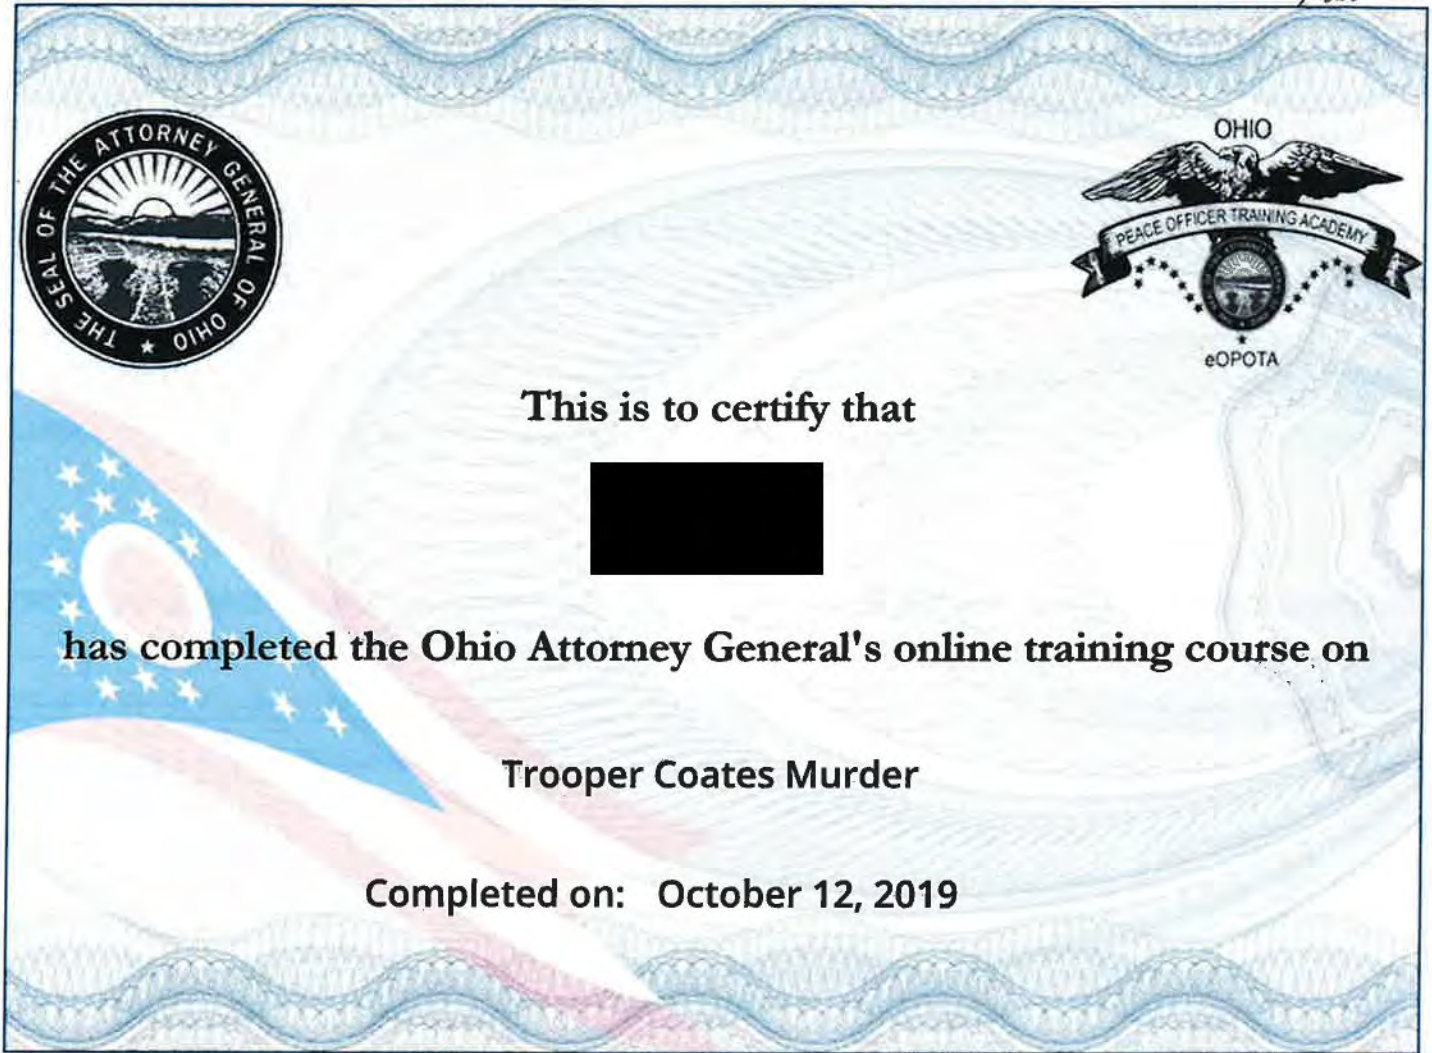 THE SEAL OF THE ATTORNEY GENERAL OF OHIO
OHIO
PEACE OFFICER TRAINING ACADEMY
eOPOTA
This is to certify that
has completed the Ohio Attorney General's online training course on
Trooper Coates Murder
Completed on: October 12, 2019